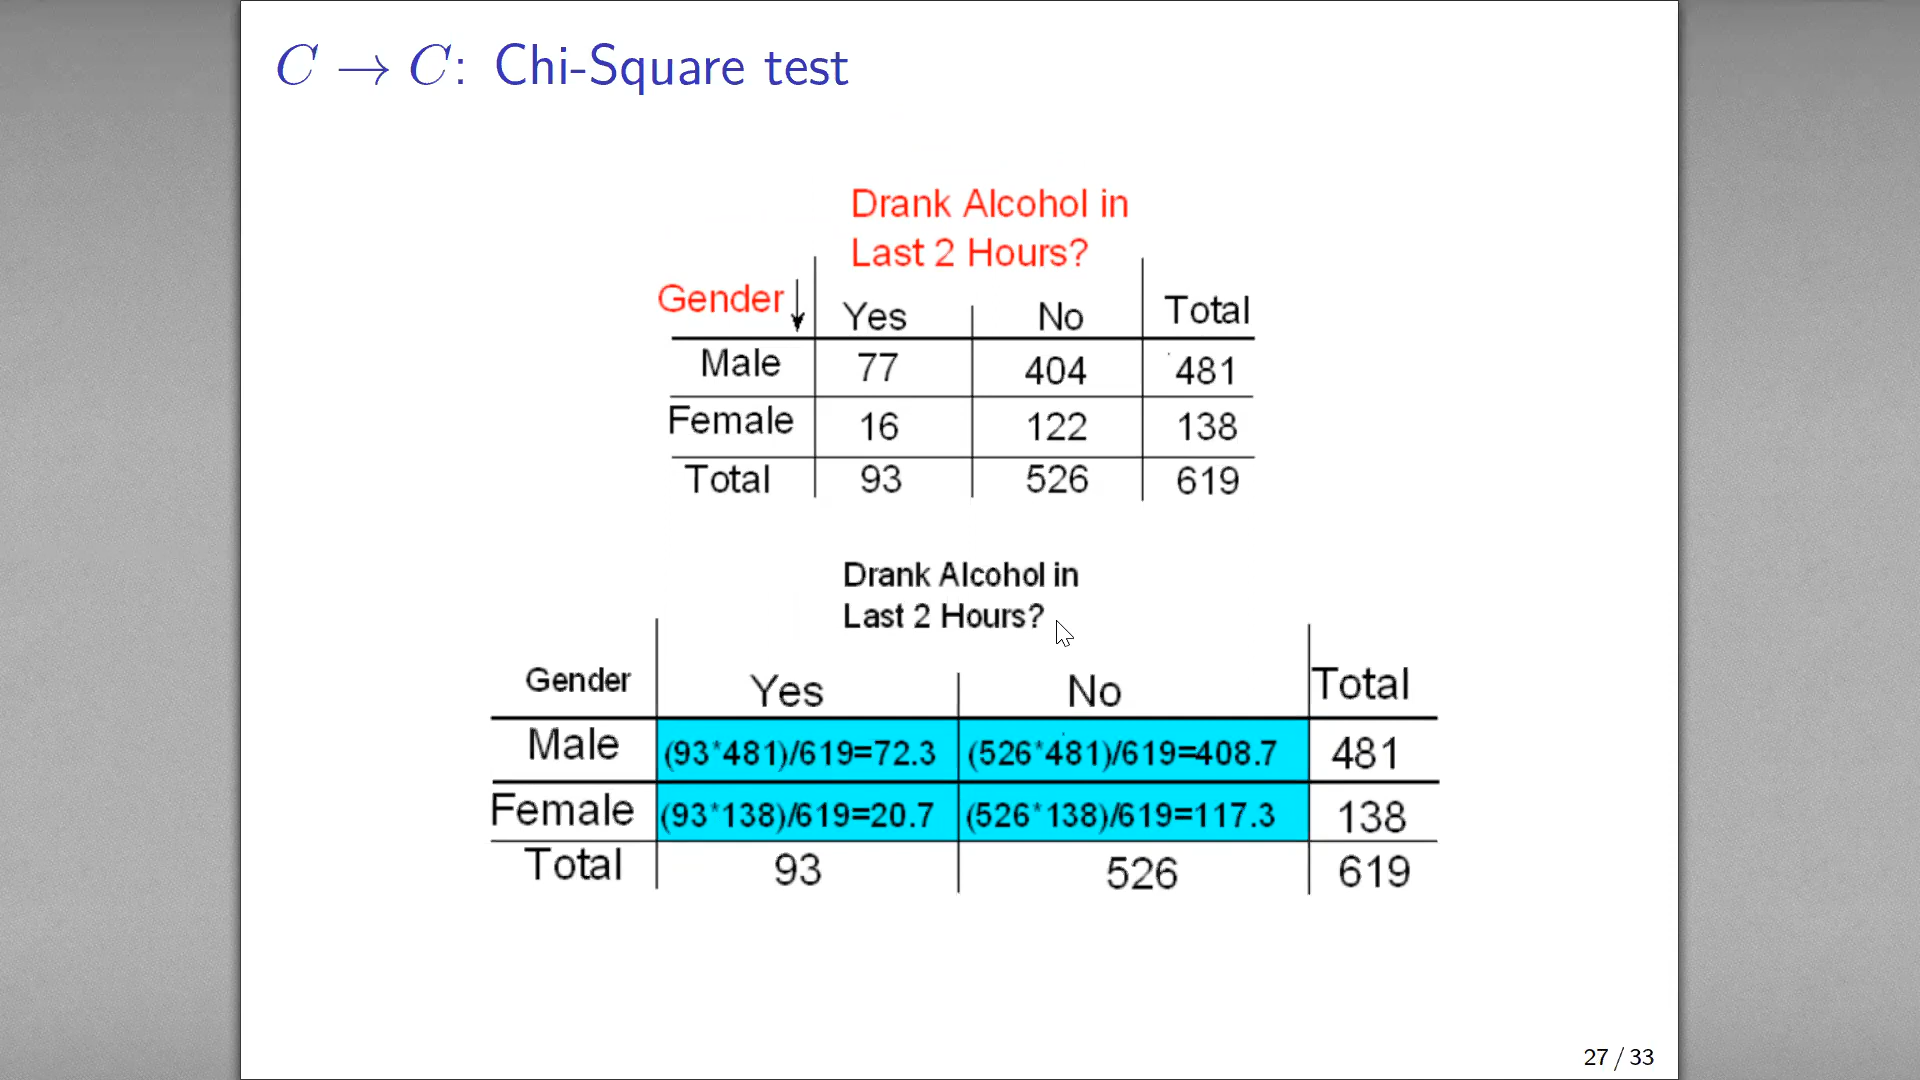 C → C: Chi-Square test
Drank Alcohol in
Last 2 Hours?
Gender Yes No Total
Male 77 404 481
Female 16 122 138
Total 93 526 619
Drank Alcohol in
Last 2 Hours?
Gender Yes No Total
Male (93*481)/619=72.3 (526*481)/619=408.7 481
Female (93*138)/619=20.7 (526*138)/619=117.3 138
Total 93 526 619
27 / 33